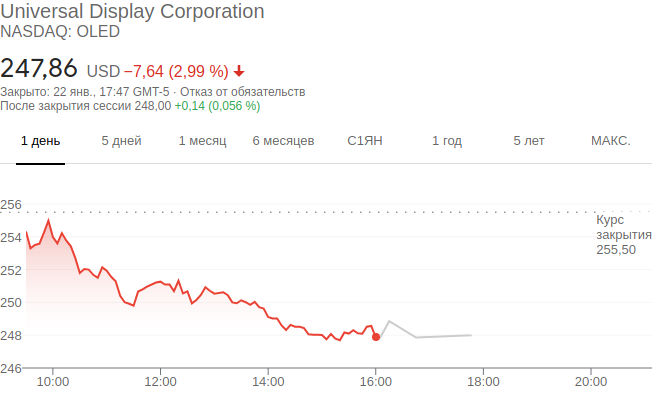 Universal Display Corporation
NASDAQ: OLED
247,86 USD −7,64 (2,99 %)
Закрыто: 22 янв., 17:47 GMT-5 · Отказ от обязательств
После закрытия сессии 248,00 +0,14 (0,056 %)
1 день 5 дней 1 месяц 6 месяцев С1ЯН 1 год 5 лет МАКС.
256
254
252
250
248
246
Курс
закрытия
255,50
10:00 12:00 14:00 16:00 18:00 20:00